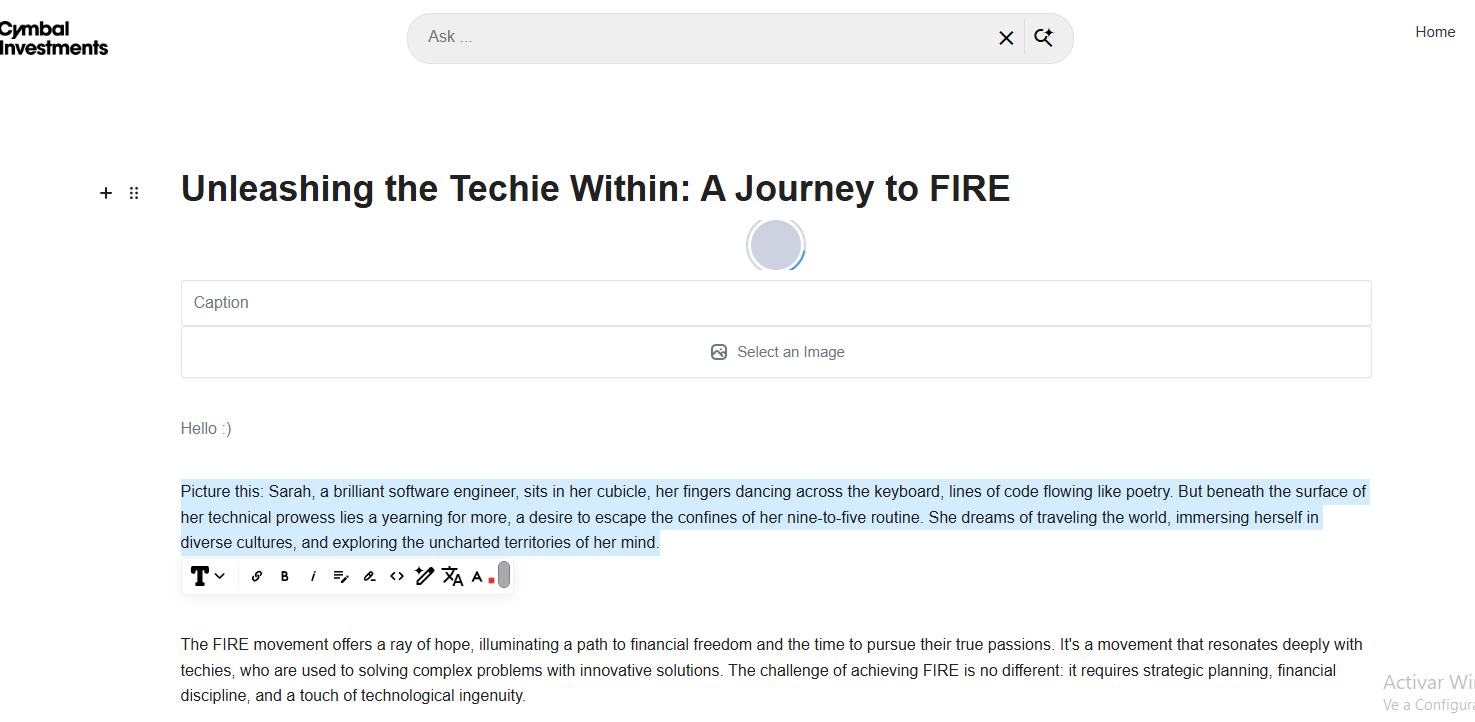 Cymbal
Investments
Ask ...
Home
Unleashing the Techie Within: A Journey to FIRE
Caption
Select an Image
Hello :)
Picture this: Sarah, a brilliant software engineer, sits in her cubicle, her fingers dancing across the keyboard, lines of code flowing like poetry. But beneath the surface of
her technical prowess lies a yearning for more, a desire to escape the confines of her nine-to-five routine. She dreams of traveling the world, immersing herself in
diverse cultures, and exploring the uncharted territories of her mind.
The FIRE movement offers a ray of hope, illuminating a path to financial freedom and the time to pursue their true passions. It's a movement that resonates deeply with
techies, who are used to solving complex problems with innovative solutions. The challenge of achieving FIRE is no different: it requires strategic planning, financial
discipline, and a touch of technological ingenuity.
Activar Wi
Ve a Configura